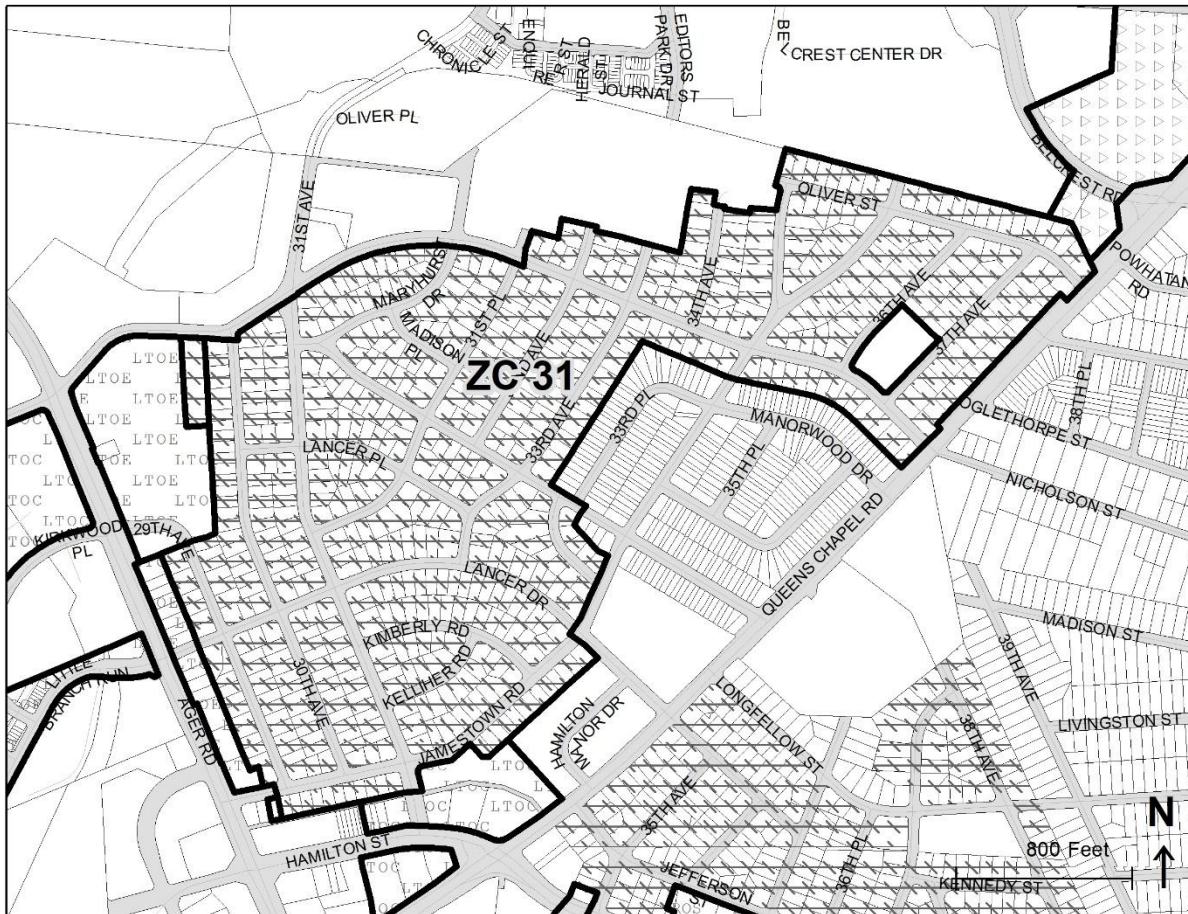 CHRONICLE ST
HERALD
ST
EDITORS
PARK DR
JOURNAL ST
CREST CENTER DR
OLIVER PL
31ST AVE
BELCREST RD
OLIVER ST
POWHATAN
RD
MARYHURST
DR
MADISON
PL
31ST PL
34TH AVE
36TH AVE
37TH AVE
ZC 31
33RD AVE
33RD PL
MANORWOOD DR
35TH PL
OGLETHORPE ST
38TH PL
NICHOLSON ST
LTOE
LTOE
LTOE
LTOE
LTOE
LANCER PL
KIRKWOOD
PL
29TH AVE
QUEENS CHAPEL RD
LANCER DR
MADISON ST
39TH AVE
KIMBERLY RD
KELLIHER RD
30TH AVE
LITTLE
BRANCH RUN
AGER RD
JAMESTOWN RD
HAMILTON
MANOR DR
LONGFELLOW ST
38TH AVE
LIVINGSTON ST
LTOC
35TH AVE
36TH PL
HAMILTON ST
JEFFERSON
ST
KENNEDY ST
800 Feet
N